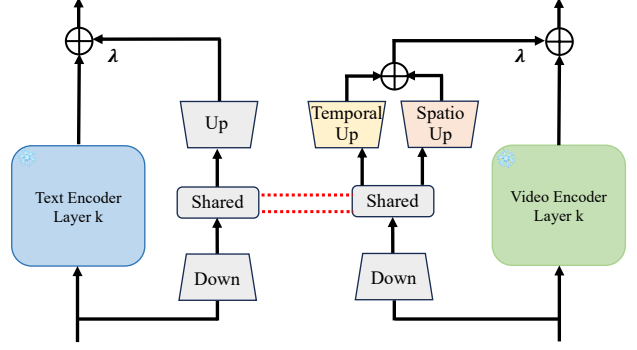 λ
λ
Up
Temporal
Up
Spatio
Up
Text Encoder
Layer k
Shared
Shared
Video Encoder
Layer k
Down
Down